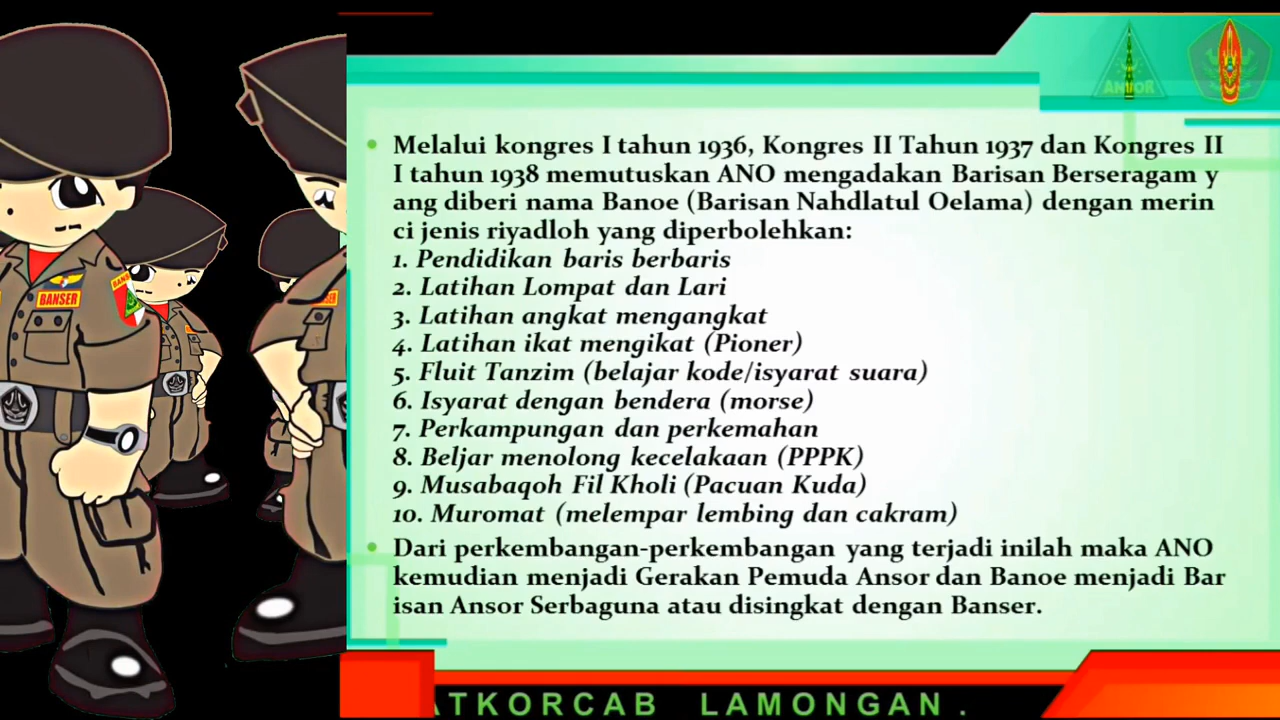 ANSOR
Melalui kongres I tahun 1936, Kongres II Tahun 1937 dan Kongres II
I tahun 1938 memutuskan ANO mengadakan Barisan Berseragam y
ang diberi nama Banoe (Barisan Nahdlatul Oelama) dengan merin
ci jenis riyadloh yang diperbolehkan:
1. Pendidikan baris berbaris
2. Latihan Lompat dan Lari
3. Latihan angkat mengangkat
4. Latihan ikat mengikat (Pioner)
5. Fluit Tanzim (belajar kode/isyarat suara)
6. Isyarat dengan bendera (morse)
7. Perkampungan dan perkemahan
8. Beljar menolong kecelakaan (PPPK)
9. Musabaqoh Fil Kholi (Pacuan Kuda)
10. Muromat (melempar lembing dan cakram)
Dari perkembangan-perkembangan yang terjadi inilah maka ANO
kemudian menjadi Gerakan Pemuda Ansor dan Banoe menjadi Bar
isan Ansor Serbaguna atau disingkat dengan Banser.
BANSER
ATKORCAB LAMONGAN .